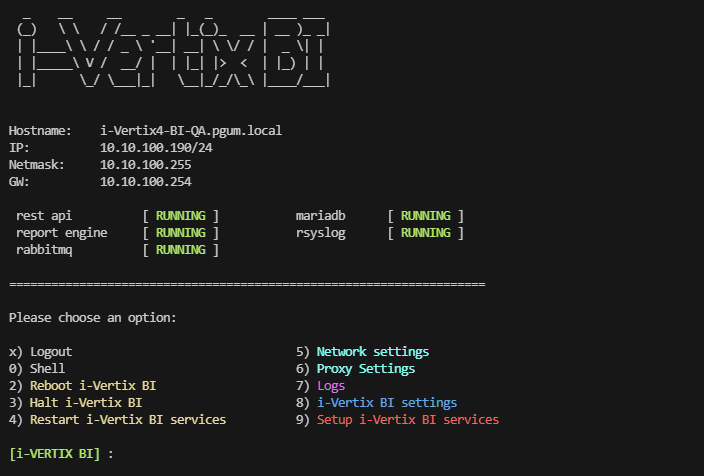 i-Vertix BI
Hostname:    i-Vertix4-BI-QA.pgum.local
IP:          10.10.100.190/24
Netmask:     10.10.100.255
GW:          10.10.100.254
rest api          [ RUNNING ]           mariadb      [ RUNNING ]
report engine     [ RUNNING ]           rsyslog      [ RUNNING ]
rabbitmq          [ RUNNING ]
====================================================================
Please choose an option:
x) Logout                                5) Network settings
0) Shell                                 6) Proxy Settings
2) Reboot i-Vertix BI                    7) Logs
3) Halt i-Vertix BI                      8) i-Vertix BI settings
4) Restart i-Vertix BI services          9) Setup i-Vertix BI services
[i-VERTIX BI] :